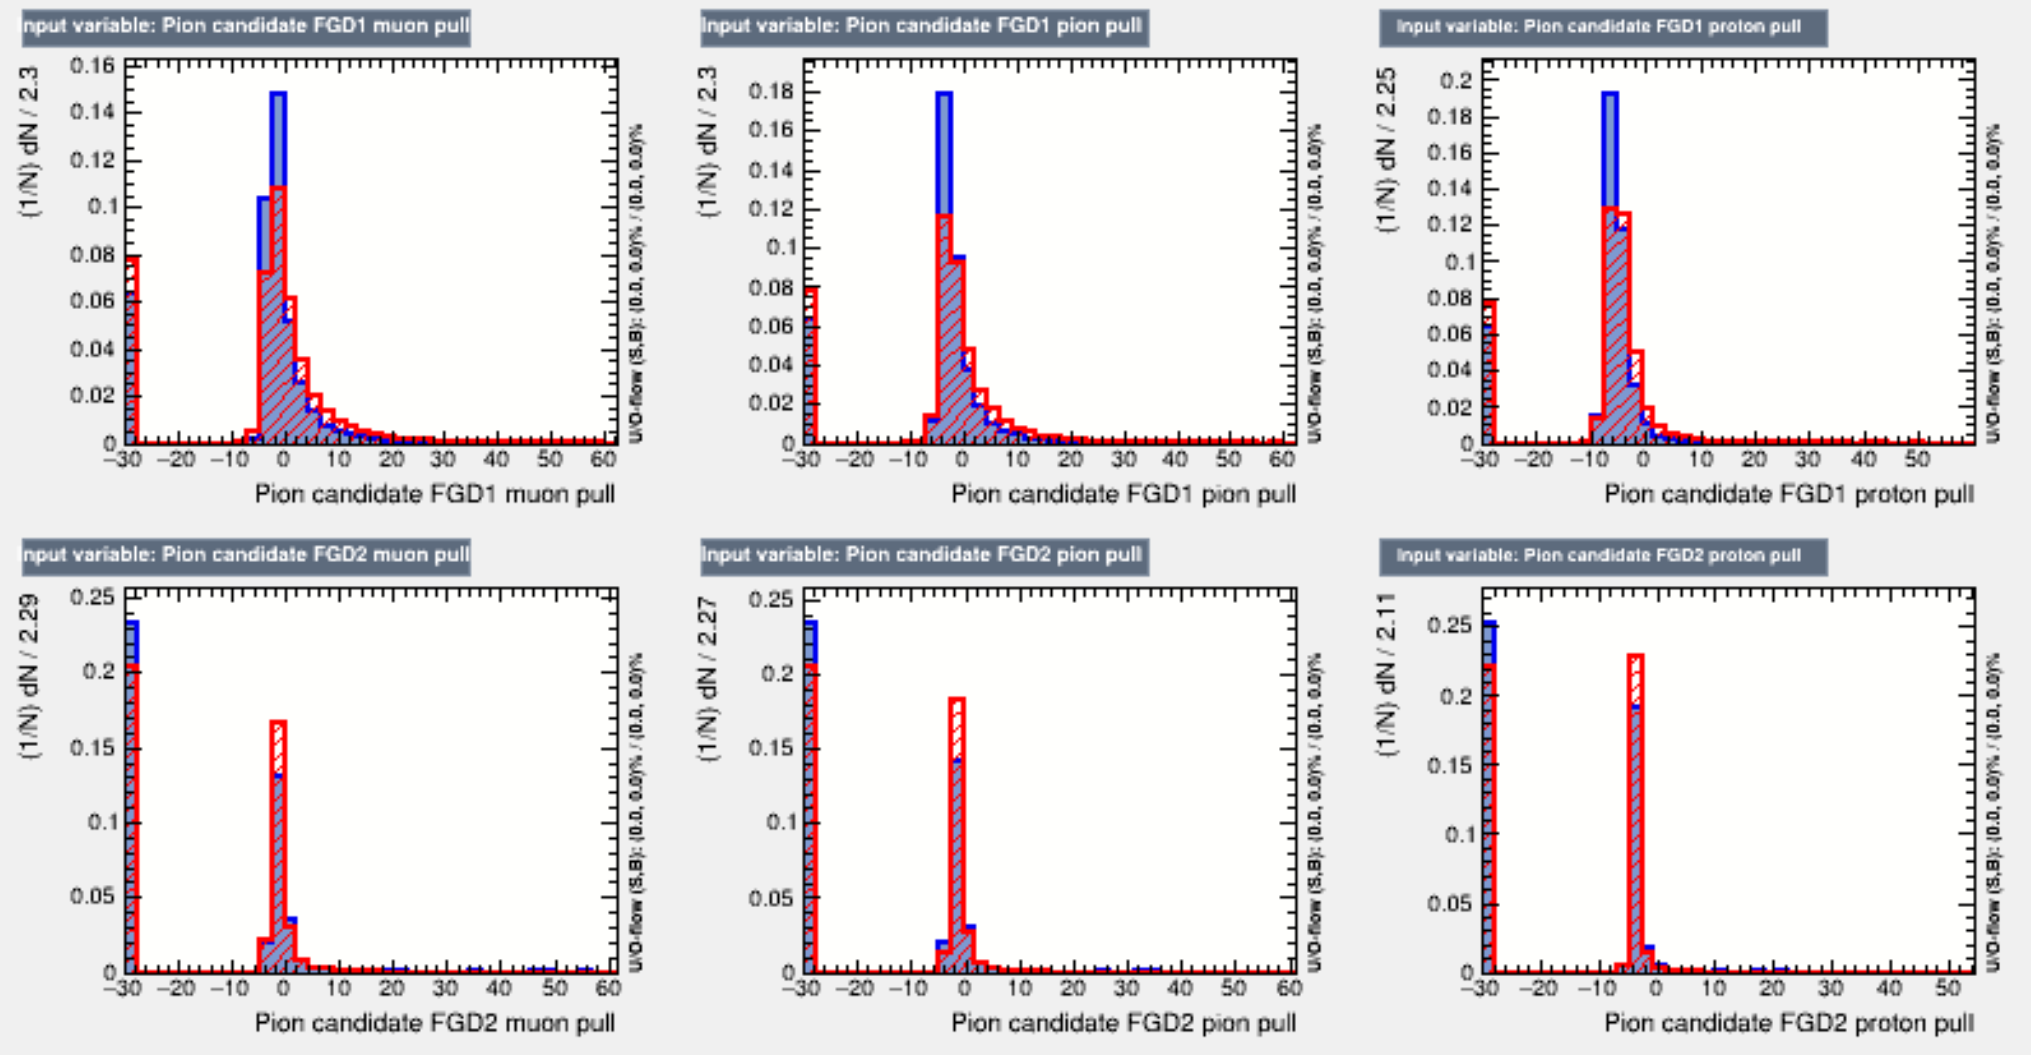 nput variable: Pion candidate FGD1 muon pull
(1/N) dN / 2.3
0.16
0.14
0.12
0.1
0.08
0.06
0.04
0.02
0
−30 −20 −10 0 10 20 30 40 50 60
Pion candidate FGD1 muon pull
U/O-flow (S,B): (0.0, 0.0)% / (0.0, 0.0)%
Input variable: Pion candidate FGD1 pion pull
(1/N) dN / 2.3
0.18
0.16
0.14
0.12
0.1
0.08
0.06
0.04
0.02
0
−30 −20 −10 0 10 20 30 40 50 60
Pion candidate FGD1 pion pull
U/O-flow (S,B): (0.0, 0.0)% / (0.0, 0.0)%
Input variable: Pion candidate FGD1 proton pull
(1/N) dN / 2.25
0.2
0.18
0.16
0.14
0.12
0.1
0.08
0.06
0.04
0.02
0
−30 −20 −10 0 10 20 30 40 50
Pion candidate FGD1 proton pull
U/O-flow (S,B): (0.0, 0.0)% / (0.0, 0.0)%
nput variable: Pion candidate FGD2 muon pull
(1/N) dN / 2.29
0.25
0.2
0.15
0.1
0.05
0
−30 −20 −10 0 10 20 30 40 50 60
Pion candidate FGD2 muon pull
U/O-flow (S,B): (0.0, 0.0)% / (0.0, 0.0)%
Input variable: Pion candidate FGD2 pion pull
(1/N) dN / 2.27
0.25
0.2
0.15
0.1
0.05
0
−30 −20 −10 0 10 20 30 40 50 60
Pion candidate FGD2 pion pull
U/O-flow (S,B): (0.0, 0.0)% / (0.0, 0.0)%
Input variable: Pion candidate FGD2 proton pull
(1/N) dN / 2.11
0.25
0.2
0.15
0.1
0.05
0
−30 −20 −10 0 10 20 30 40 50
Pion candidate FGD2 proton pull
U/O-flow (S,B): (0.0, 0.0)% / (0.0, 0.0)%